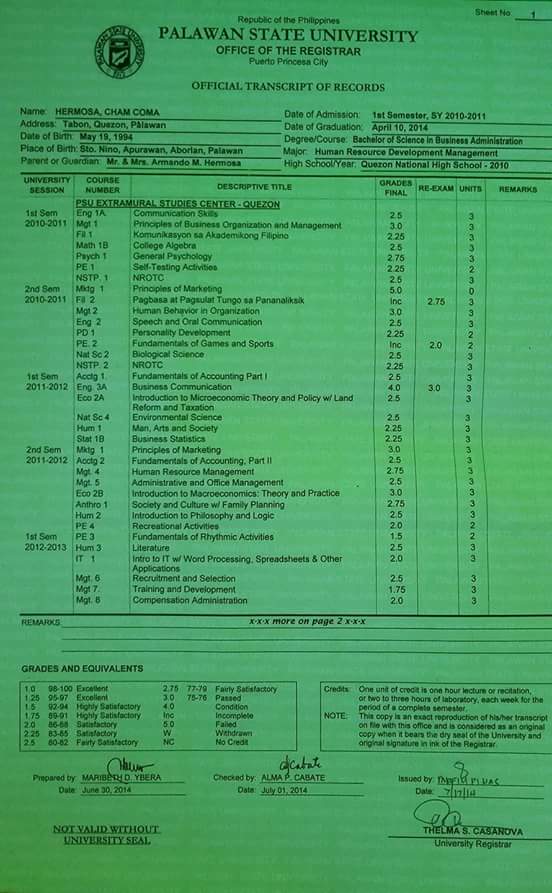 Sheet No. 1
Republic of the Philippines
PALAWAN STATE UNIVERSITY
OFFICE OF THE REGISTRAR
Puerto Princesa City
OFFICIAL TRANSCRIPT OF RECORDS
Name: HERMOSA, CHAM COMA
Address: Tabon, Quezon, Palawan
Date of Birth: May 19, 1994
Place of Birth: Sto. Nino, Apurawan, Aborlan, Palawan
Parent or Guardian: Mr. & Mrs. Armando M. Hermosa
Date of Admission: 1st Semester, SY 2010-2011
Date of Graduation: April 10, 2014
Degree/Course: Bachelor of Science in Business Administration
Major: Human Resource Development Management
High School/Year: Quezon National High School - 2010
UNIVERSITY SESSION COURSE NUMBER DESCRIPTIVE TITLE GRADES FINAL RE-EXAM UNITS REMARKS
PSU EXTRAMURAL STUDIES CENTER - QUEZON
1st Sem Eng 1A Communication Skills 2.5 3
2010-2011 Mgt 1 Principles of Business Organization and Management 3.0 3
Fil 1 Komunikasyon sa Akademikong Filipino 2.25 3
Math 1B College Algebra 2.5 3
Psych 1 General Psychology 2.75 3
PE 1 Self-Testing Activities 2.25 2
NSTP. 1 NROTC 2.5 3
2nd Sem Mktg 1 Principles of Marketing 5.0 0
2010-2011 Fil 2 Pagbasa at Pagsulat Tungo sa Pananaliksik Inc 2.75 3
Mgt 2 Human Behavior in Organization 3.0 3
Eng 2 Speech and Oral Communication 2.5 3
PD 1 Personality Development 2.25 2
PE. 2 Fundamentals of Games and Sports Inc 2.0 2
Nat Sc 2 Biological Science 2.5 3
NSTP. 2 NROTC 2.25 3
1st Sem Acctg 1 Fundamentals of Accounting Part I 2.5 3
2011-2012 Eng. 3A Business Communication 4.0 3.0 3
Eco 2A Introduction to Microeconomic Theory and Policy w/ Land 2.5 3
Reform and Taxation
Nat Sc 4 Environmental Science 2.5 3
Hum 1 Man, Arts and Society 2.25 3
Stat 1B Business Statistics 2.25 3
2nd Sem Mktg 1 Principles of Marketing 3.0 3
2011-2012 Acctg 2 Fundamentals of Accounting, Part II 2.5 3
Mgt. 4 Human Resource Management 2.75 3
Mgt. 5 Administrative and Office Management 2.5 3
Eco 2B Introduction to Macroeconomics: Theory and Practice 3.0 3
Anthro 1 Society and Culture w/ Family Planning 2.75 3
Hum 2 Introduction to Philosophy and Logic 2.5 3
PE 4 Recreational Activities 2.0 2
1st Sem PE 3 Fundamentals of Rhythmic Activities 1.5 2
2012-2013 Hum 3 Literature 2.5 3
IT 1 Intro to IT w/ Word Processing, Spreadsheets & Other 2.0 3
Applications
Mgt. 6 Recruitment and Selection 2.5 3
Mgt 7. Training and Development 1.75 3
Mgt. 8 Compensation Administration 2.0 3
REMARKS x-x-x more on page 2 x-x-x
GRADES AND EQUIVALENTS
1.0 98-100 Excellent 2.75 77-79 Fairly Satisfactory
1.25 95-97 Excellent 3.0 75-76 Passed
1.5 92-94 Highly Satisfactory 4.0 Condition
1.75 89-91 Highly Satisfactory Inc Incomplete
2.0 86-88 Satisfactory 5.0 Failed
2.25 83-85 Satisfactory W Withdrawn
2.5 80-82 Fairly Satisfactory NC No Credit
Credits: One unit of credit is one hour lecture or recitation,
or two to three hours of laboratory, each week for the
period of a complete semester.
NOTE: This copy is an exact reproduction of his/her transcript
on file with this office and is considered as an original
copy when it bears the dry seal of the University and
original signature in ink of the Registrar.
Prepared by: MARIBETH D. YBERA
Date: June 30, 2014
Checked by: ALMA P. CABATE
Date: July 01, 2014
Issued by:
Date: 7/17/14
NOT VALID WITHOUT
UNIVERSITY SEAL
THELMA S. CASANOVA
University Registrar